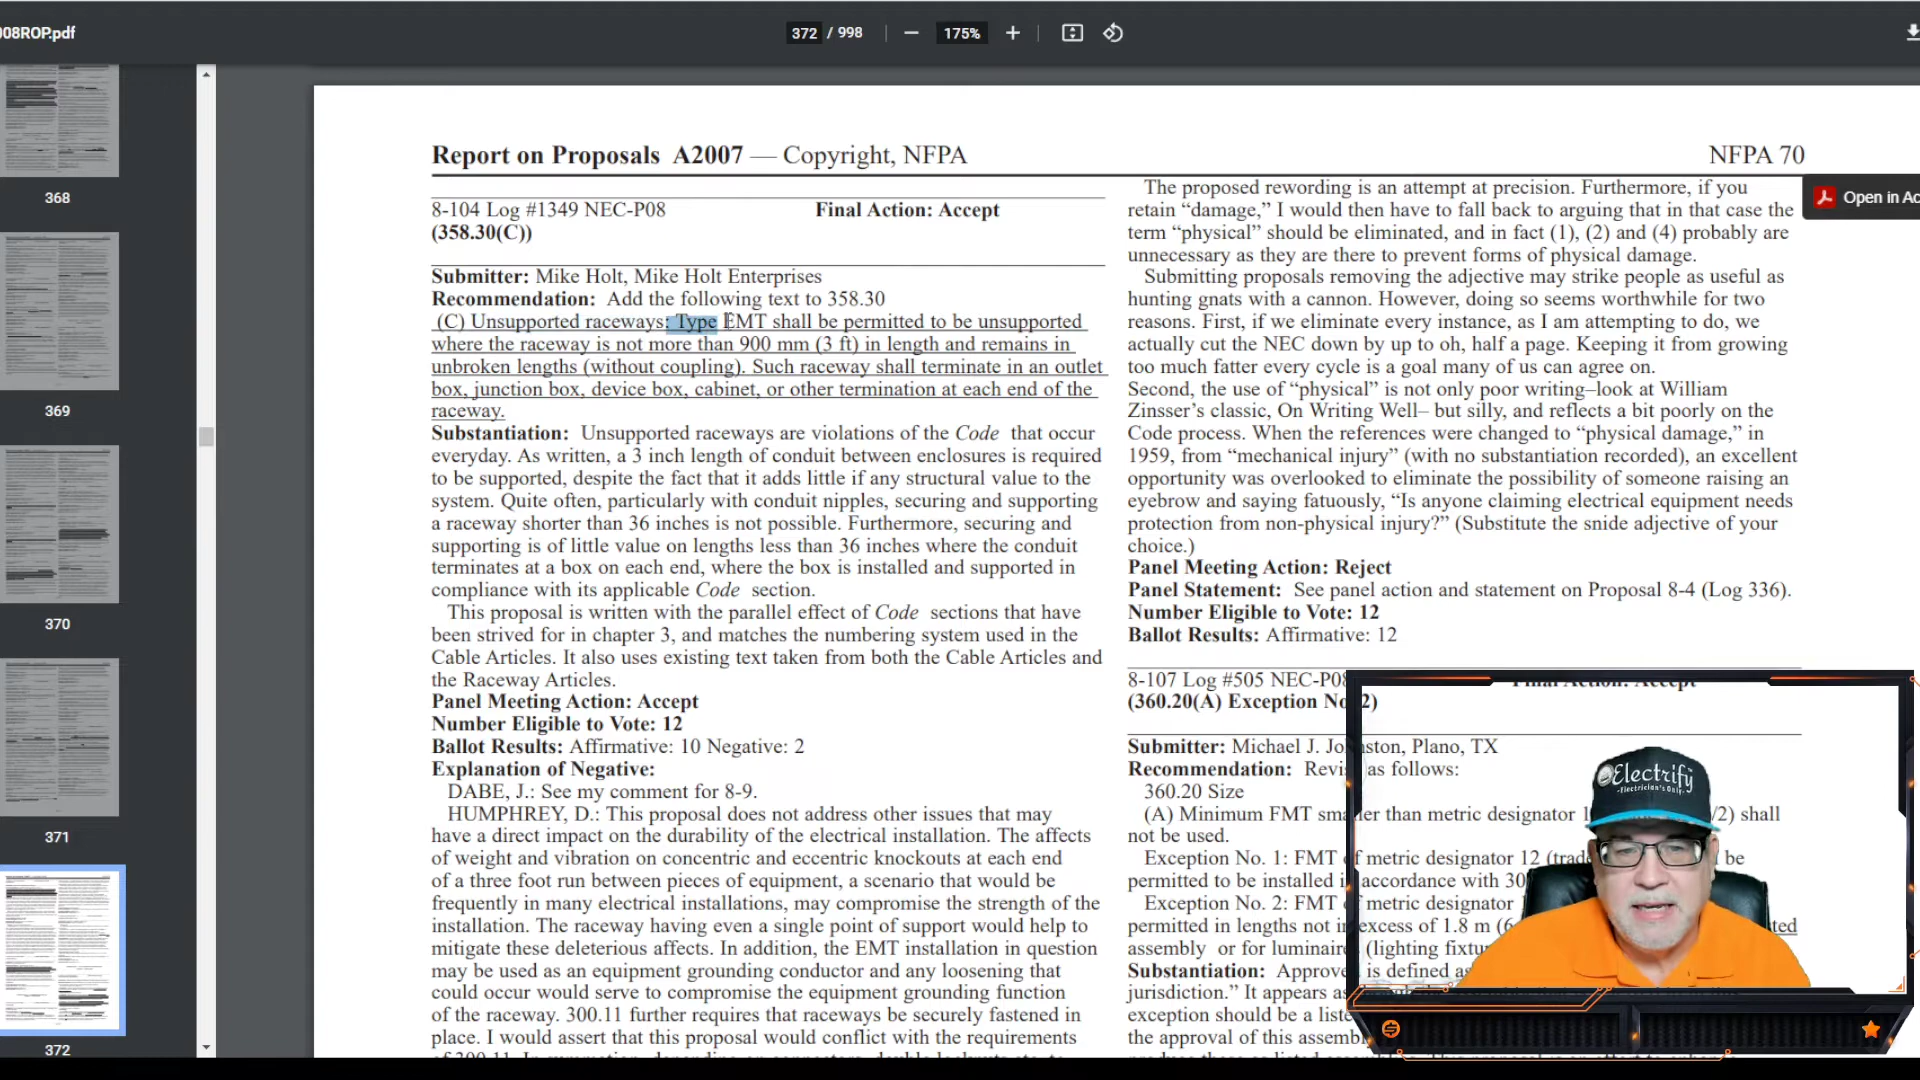 008ROP.pdf
372 / 998
175%
Open in Ac
368
369
370
371
372
Report on Proposals A2007 — Copyright, NFPA
NFPA 70
8-104 Log #1349 NEC-P08 Final Action: Accept
(358.30(C))
Submitter: Mike Holt, Mike Holt Enterprises
Recommendation: Add the following text to 358.30
(C) Unsupported raceways: Type EMT shall be permitted to be unsupported
where the raceway is not more than 900 mm (3 ft) in length and remains in
unbroken lengths (without coupling). Such raceway shall terminate in an outlet
box, junction box, device box, cabinet, or other termination at each end of the
raceway.
Substantiation: Unsupported raceways are violations of the Code that occur
everyday. As written, a 3 inch length of conduit between enclosures is required
to be supported, despite the fact that it adds little if any structural value to the
system. Quite often, particularly with conduit nipples, securing and supporting
a raceway shorter than 36 inches is not possible. Furthermore, securing and
supporting is of little value on lengths less than 36 inches where the conduit
terminates at a box on each end, where the box is installed and supported in
compliance with its applicable Code section.
This proposal is written with the parallel effect of Code sections that have
been strived for in chapter 3, and matches the numbering system used in the
Cable Articles. It also uses existing text taken from both the Cable Articles and
the Raceway Articles.
Panel Meeting Action: Accept
Number Eligible to Vote: 12
Ballot Results: Affirmative: 10 Negative: 2
Explanation of Negative:
DABE, J.: See my comment for 8-9.
HUMPHREY, D.: This proposal does not address other issues that may
have a direct impact on the durability of the electrical installation. The affects
of weight and vibration on concentric and eccentric knockouts at each end
of a three foot run between pieces of equipment, a scenario that would be
frequently in many electrical installations, may compromise the strength of the
installation. The raceway having even a single point of support would help to
mitigate these deleterious affects. In addition, the EMT installation in question
may be used as an equipment grounding conductor and any loosening that
could occur would serve to compromise the equipment grounding function
of the raceway. 300.11 further requires that raceways be securely fastened in
place. I would assert that this proposal would conflict with the requirements
The proposed rewording is an attempt at precision. Furthermore, if you
retain “damage,” I would then have to fall back to arguing that in that case the
term “physical” should be eliminated, and in fact (1), (2) and (4) probably are
unnecessary as they are there to prevent forms of physical damage.
Submitting proposals removing the adjective may strike people as useful as
hunting gnats with a cannon. However, doing so seems worthwhile for two
reasons. First, if we eliminate every instance, as I am attempting to do, we
actually cut the NEC down by up to oh, half a page. Keeping it from growing
too much fatter every cycle is a goal many of us can agree on.
Second, the use of “physical” is not only poor writing–look at William
Zinsser’s classic, On Writing Well– but silly, and reflects a bit poorly on the
Code process. When the references were changed to “physical damage,” in
1959, from “mechanical injury” (with no substantiation recorded), an excellent
opportunity was overlooked to eliminate the possibility of someone raising an
eyebrow and saying fatuously, “Is anyone claiming electrical equipment needs
protection from non-physical injury?” (Substitute the snide adjective of your
choice.)
Panel Meeting Action: Reject
Panel Statement: See panel action and statement on Proposal 8-4 (Log 336).
Number Eligible to Vote: 12
Ballot Results: Affirmative: 12
8-107 Log #505 NEC-P08 Final Action: Accept
(360.20(A) Exception No. 2)
Submitter: Michael J. Johnston, Plano, TX
Recommendation: Revise as follows:
360.20 Size
(A) Minimum FMT smaller than metric designator 1 /2) shall
not be used.
Exception No. 1: FMT of metric designator 12 (trade be
permitted to be installed in accordance with 30
Exception No. 2: FMT of metric designator
permitted in lengths not in excess of 1.8 m (6 ted
assembly or for luminaire (lighting fixtu
Substantiation: Approved is defined as
jurisdiction.” It appears as
exception should be a liste
the approval of this assemb
Electrify
-Electrician's Only-